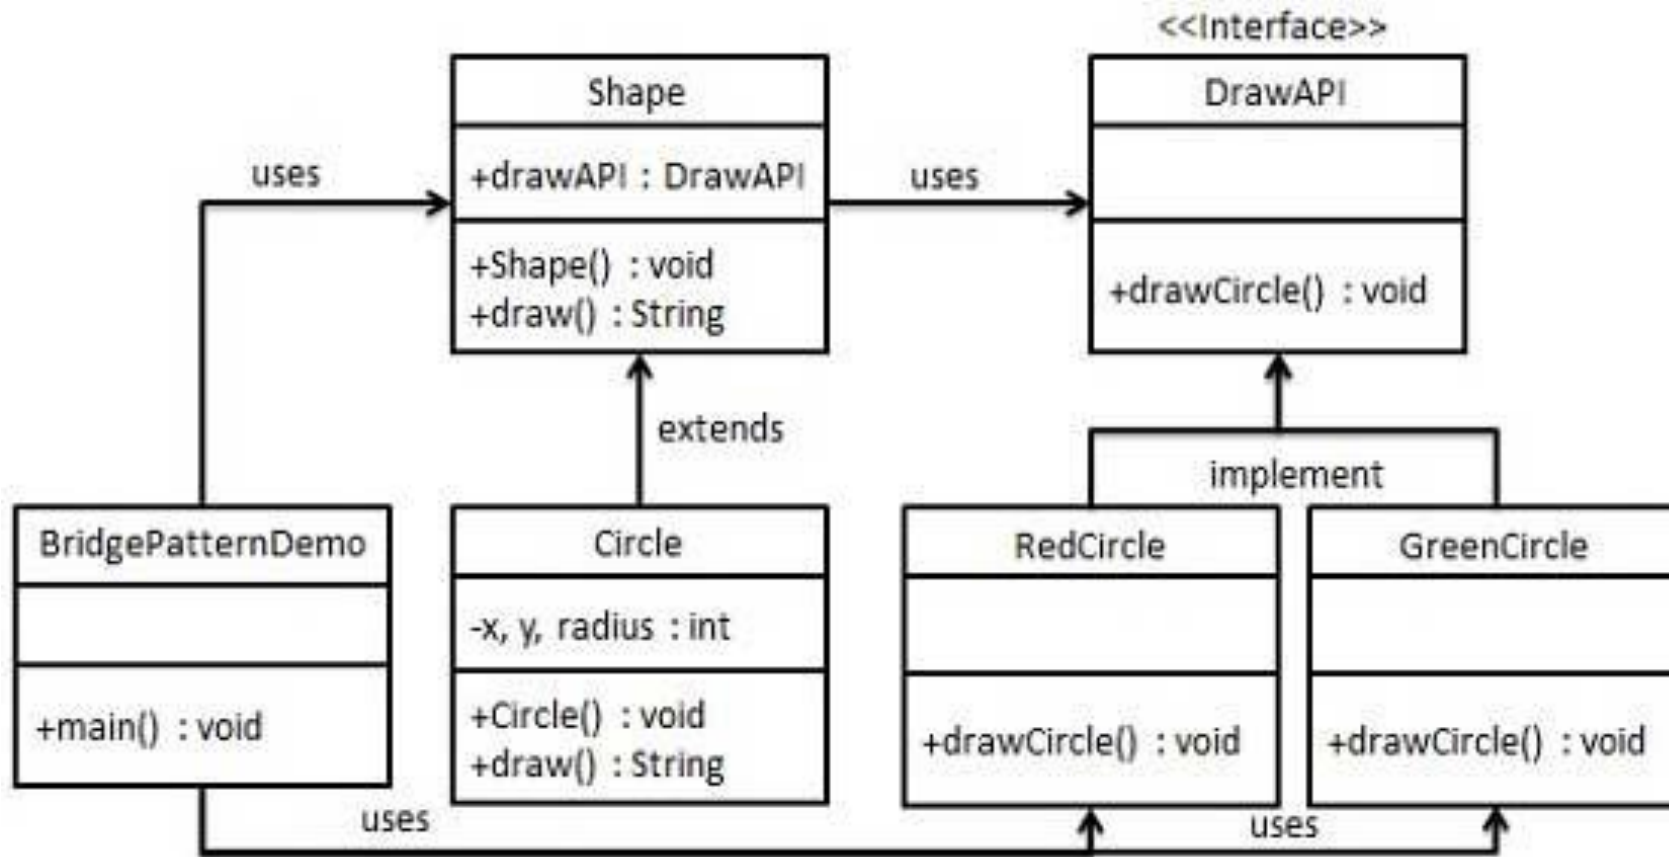 <<Interface>>
Shape
+drawAPI : DrawAPI
+Shape() : void
+draw() : String
uses
uses
DrawAPI
+drawCircle() : void
extends
implement
BridgePatternDemo
+main() : void
Circle
-x, y, radius : int
+Circle() : void
+draw() : String
RedCircle
+drawCircle() : void
GreenCircle
+drawCircle() : void
uses
uses